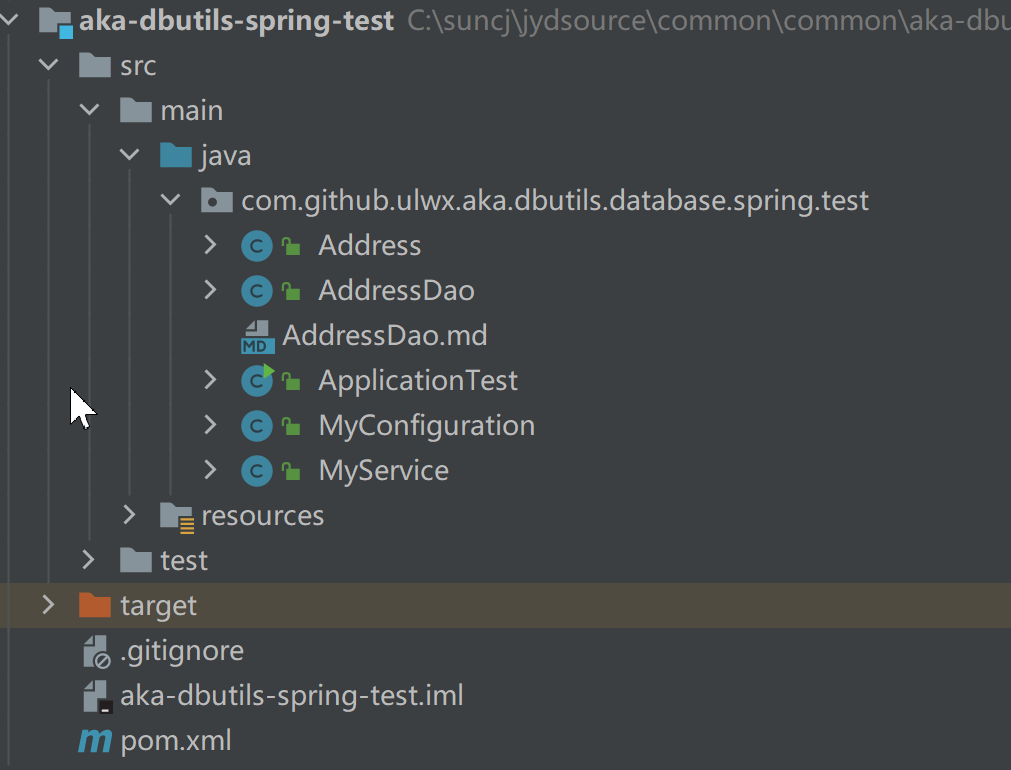 aka-dbutils-spring-test C:\suncj\jydsource\common\common\aka-dbu
src
main
java
com.github.ulwx.aka.dbutils.database.spring.test
C Address
C AddressDao
MD AddressDao.md
C ApplicationTest
C MyConfiguration
C MyService
resources
test
target
.gitignore
aka-dbutils-spring-test.iml
m pom.xml